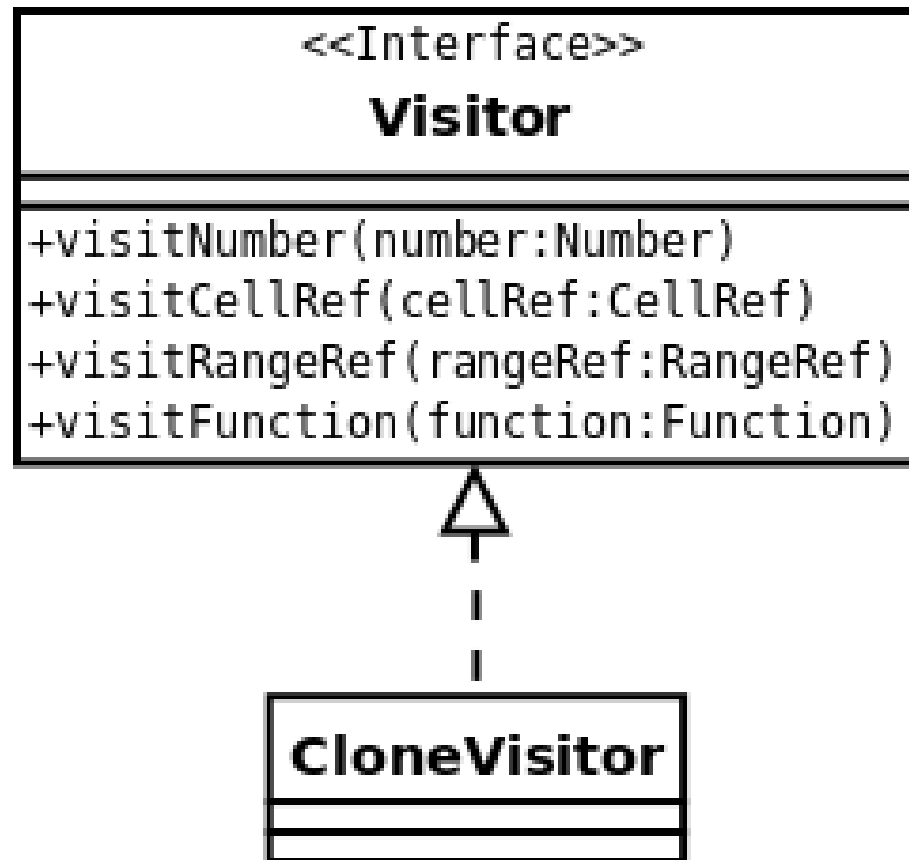 <<Interface>>
Visitor
+visitNumber(number:Number)
+visitCellRef(cellRef:CellRef)
+visitRangeRef(rangeRef:RangeRef)
+visitFunction(function:Function)
CloneVisitor